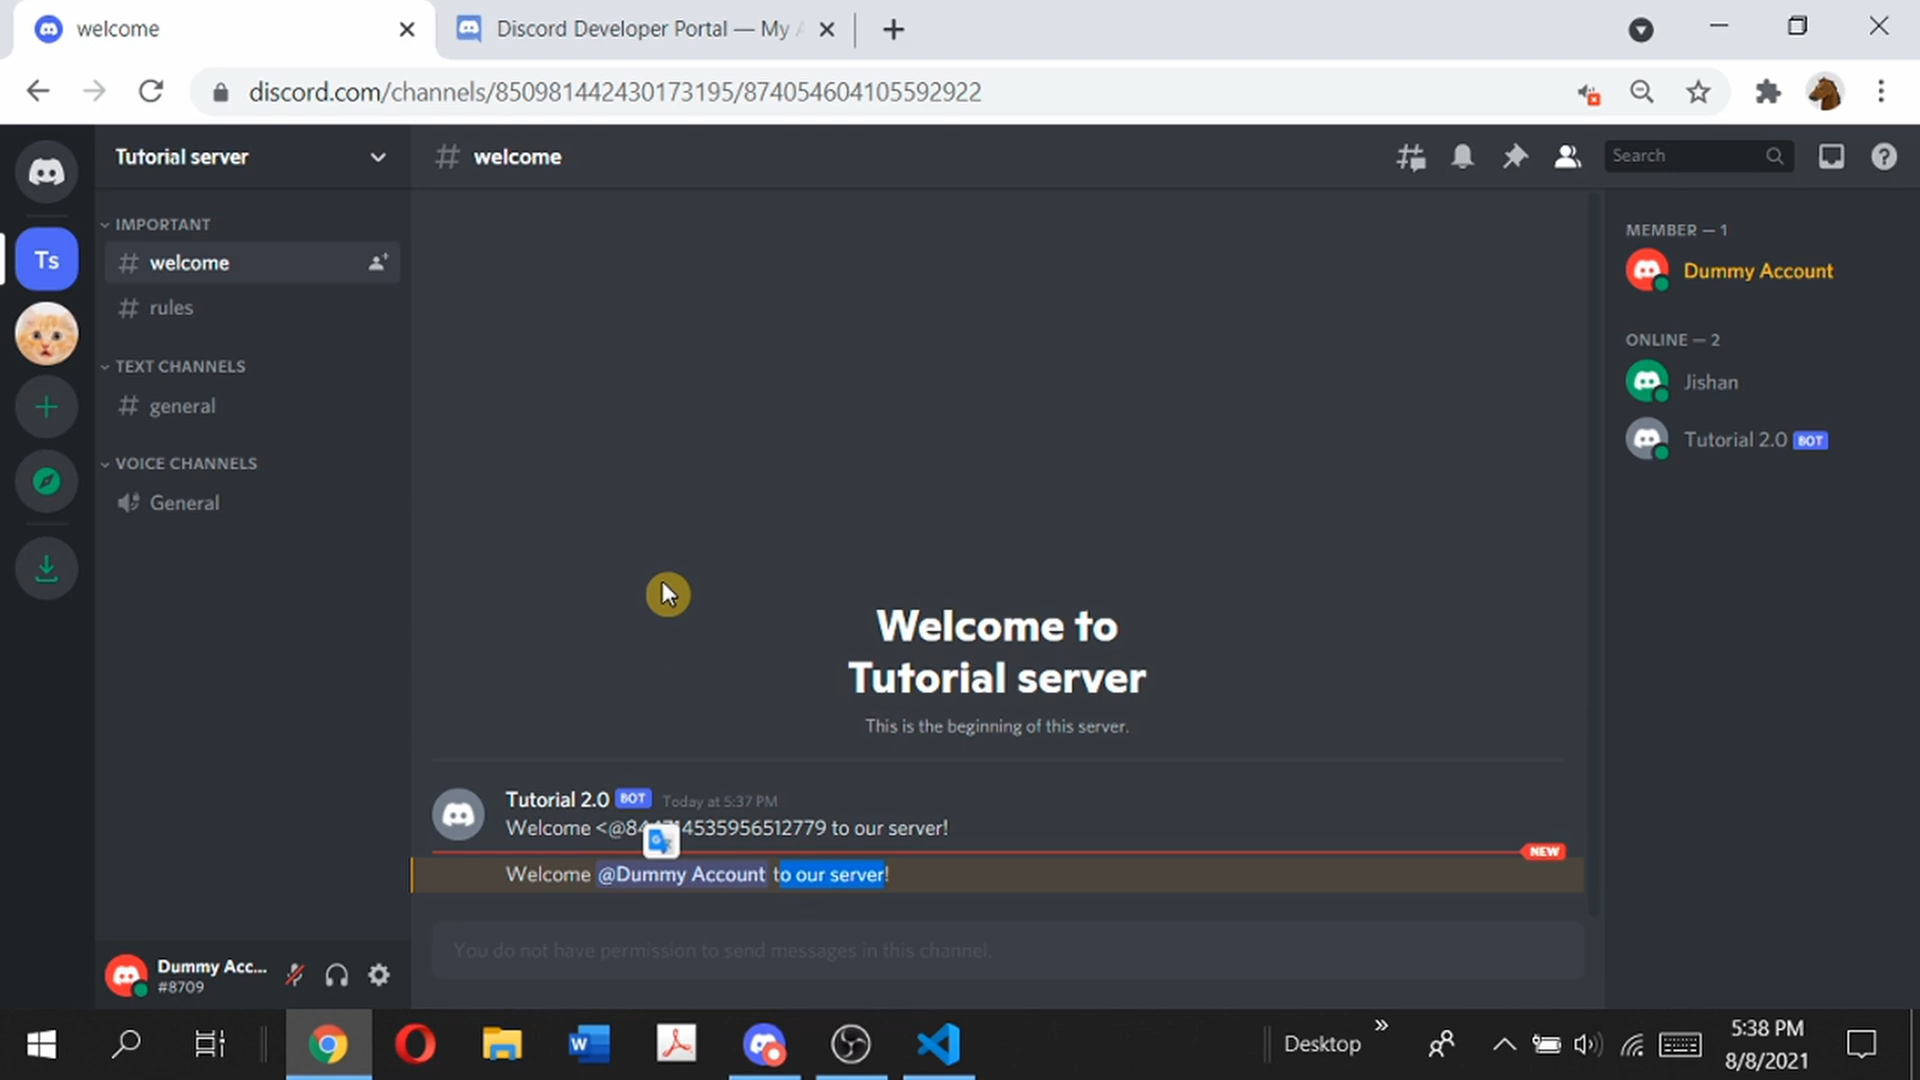 welcome
Discord Developer Portal — My A
discord.com/channels/850981442430173195/874054604105592922
Tutorial server
welcome
Search
IMPORTANT
welcome
rules
TEXT CHANNELS
general
VOICE CHANNELS
General
Ts
Welcome to
Tutorial server
This is the beginning of this server.
Tutorial 2.0 BOT Today at 5:37 PM
Welcome <@84 14535956512779 to our server!
NEW
Welcome @Dummy Account to our server!
You do not have permission to send messages in this channel.
MEMBER — 1
Dummy Account
ONLINE — 2
Jishan
Tutorial 2.0 BOT
Dummy Acc...
#8709
Desktop
5:38 PM
8/8/2021